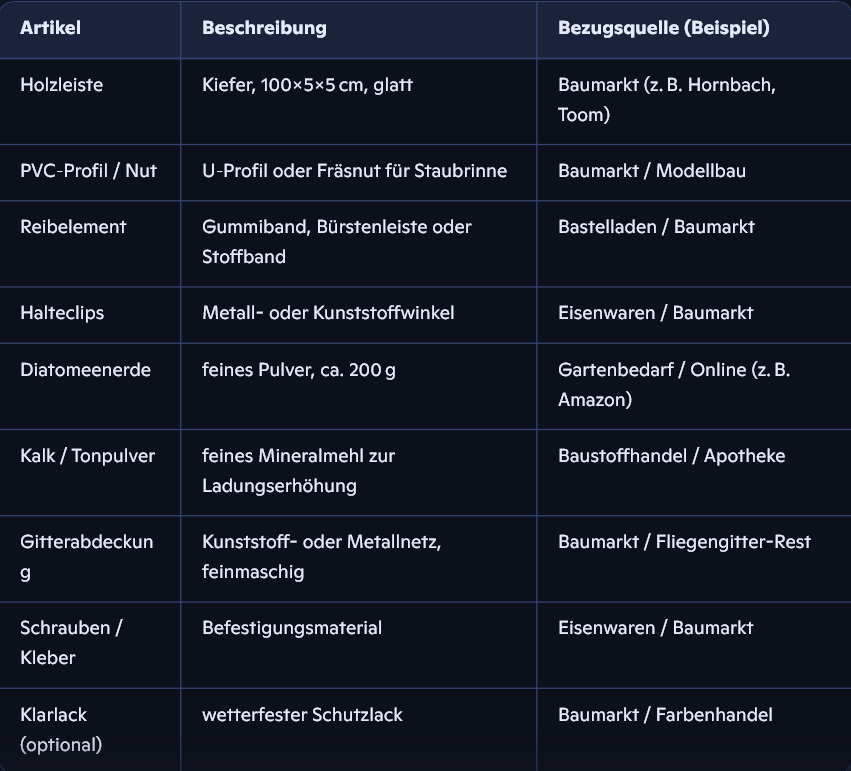 Artikel Beschreibung Bezugsquelle (Beispiel)
Holzleiste Kiefer, 100×5×5 cm, glatt Baumarkt (z. B. Hornbach,
Toom)
PVC-Profil / Nut U-Profil oder Fräsnut für Staubrinne Baumarkt / Modellbau
Reibelement Gummiband, Bürstenleiste oder Bastelladen / Baumarkt
Stoffband
Halteclips Metall- oder Kunststoffwinkel Eisenwaren / Baumarkt
Diatomeenerde feines Pulver, ca. 200 g Gartenbedarf / Online (z. B.
Amazon)
Kalk / Tonpulver feines Mineralmehl zur Baustoffhandel / Apotheke
Ladungserhöhung
Gitterabdeckun Kunststoff- oder Metallnetz, Baumarkt / Fliegengitter-Rest
g feinmaschig
Schrauben / Befestigungsmaterial Eisenwaren / Baumarkt
Kleber
Klarlack wetterfester Schutzlack Baumarkt / Farbenhandel
(optional)